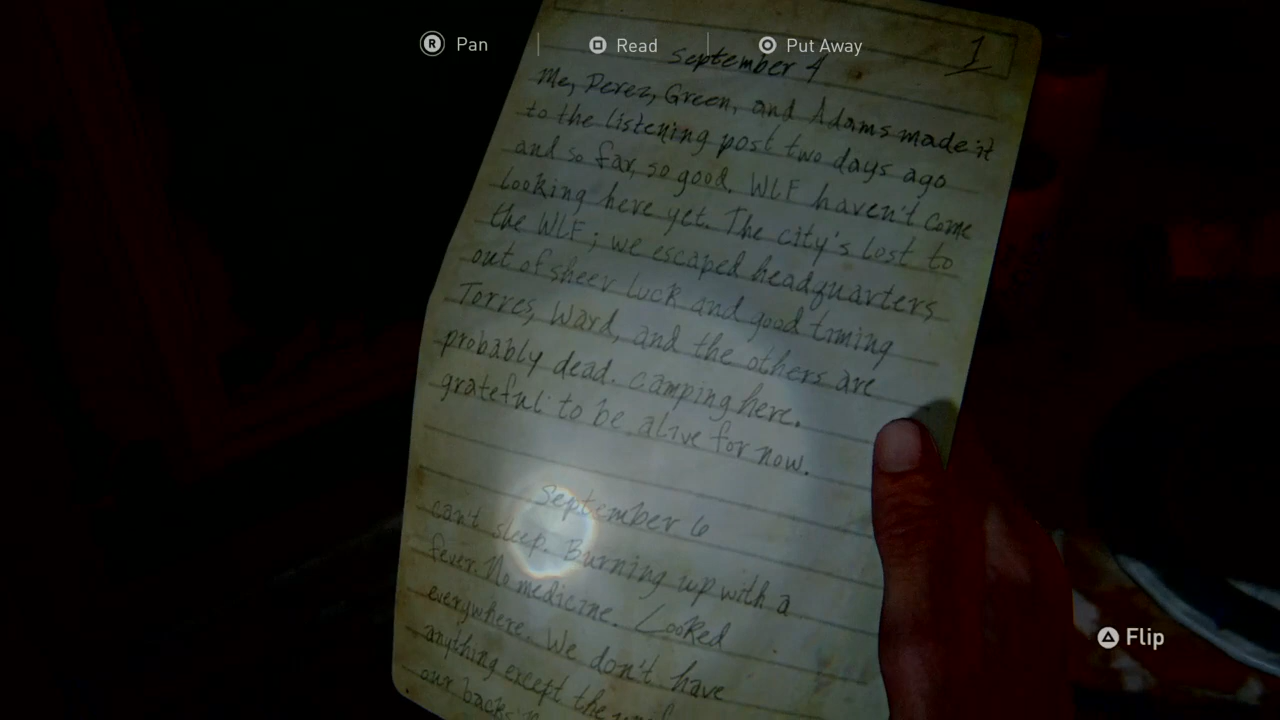 R Pan
Read
Put Away
1
September 4
Me, Perez, Green, and Adams made it
to the listening post two days ago
and so far, so good. WLF haven't come
looking here yet. The city's lost to
the WLF; we escaped headquarters
out of sheer luck and good timing
Torres, Ward, and the others are
probably dead. camping here.
grateful to be alive for now.
September 6
can't sleep. Burning up with a
fever. No medicine. Looked
everywhere. We don't have
anything except the
our backs
Flip